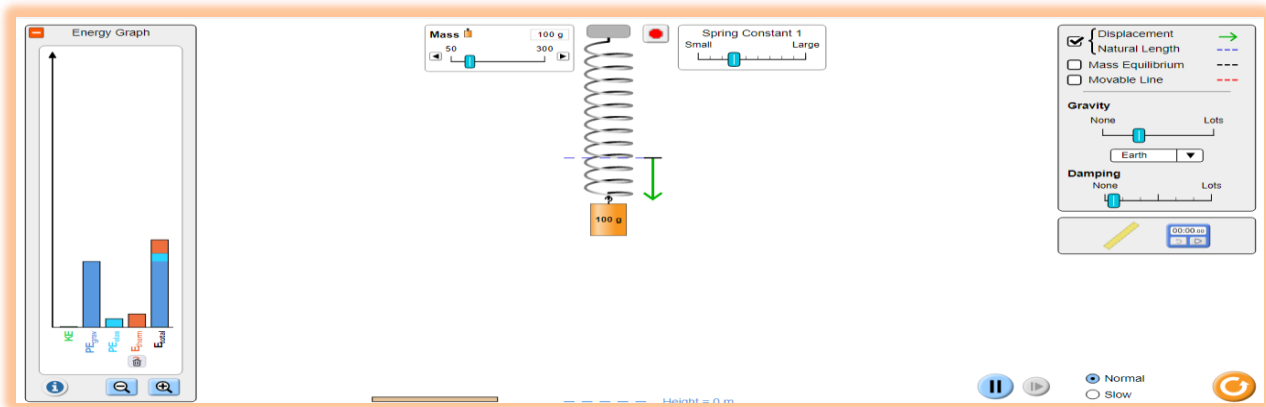 Energy Graph
KE
PEgrav
PEelas
Etherm
Etotal
Mass
100 g
50
300
Spring Constant 1
Small
Large
100 g
Height = 0 m
Displacement
Natural Length
Mass Equilibrium
Movable Line
Gravity
None
Lots
Earth
Damping
None
Lots
00:00.00
Normal
Slow